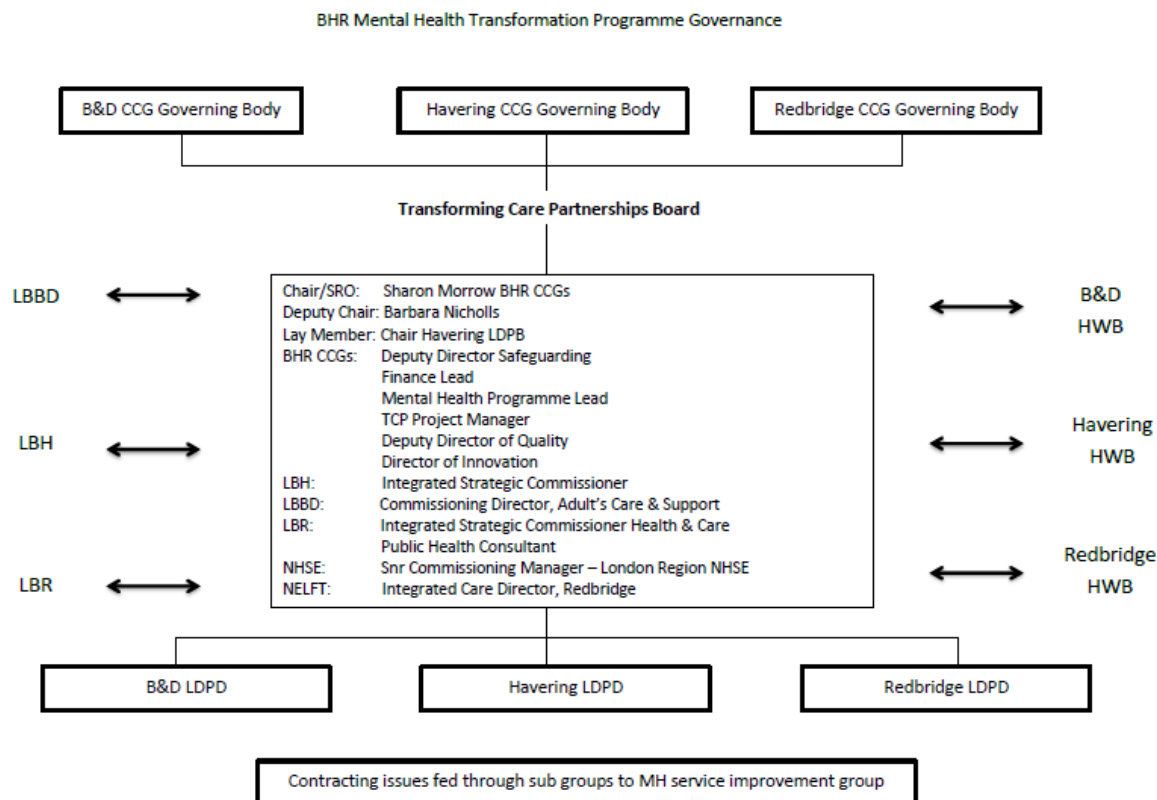 BHR Mental Health Transformation Programme Governance
B&D CCG Governing Body
Havering CCG Governing Body
Redbridge CCG Governing Body
Transforming Care Partnerships Board
LBBD
LBH
LBR
Chair/SRO: Sharon Morrow BHR CCGs
Deputy Chair: Barbara Nicholls
Lay Member: Chair Havering LDPB
BHR CCGs: Deputy Director Safeguarding
Finance Lead
Mental Health Programme Lead
TCP Project Manager
Deputy Director of Quality
Director of Innovation
LBH: Integrated Strategic Commissioner
LBBD: Commissioning Director, Adult's Care & Support
LBR: Integrated Strategic Commissioner Health & Care
Public Health Consultant
NHSE: Snr Commissioning Manager – London Region NHSE
NELFT: Integrated Care Director, Redbridge
B&D
HWB
Havering
HWB
Redbridge
HWB
B&D LDPD
Havering LDPD
Redbridge LDPD
Contracting issues fed through sub groups to MH service improvement group